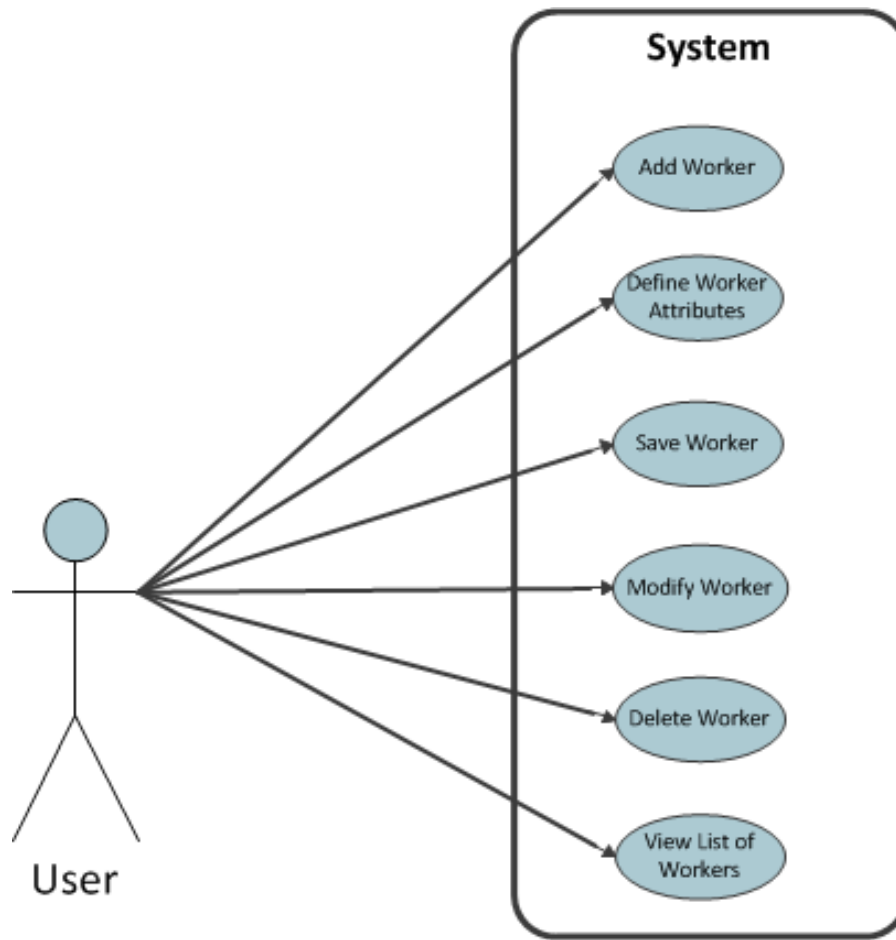 System
Add Worker
Define Worker
Attributes
Save Worker
Modify Worker
Delete Worker
View List of
Workers
User